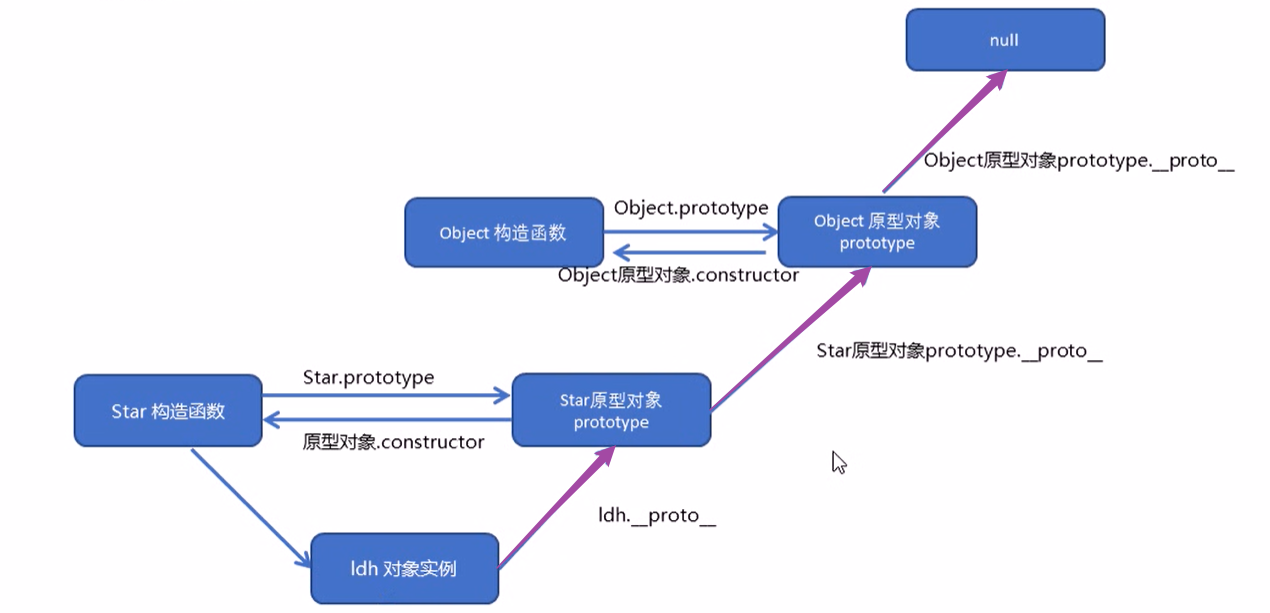 null
Object原型对象prototype.__proto__
Object.prototype
Object 构造函数
Object 原型对象
prototype
Object原型对象.constructor
Star原型对象prototype.__proto__
Star.prototype
Star 构造函数
Star原型对象
prototype
原型对象.constructor
ldh.__proto__
ldh 对象实例